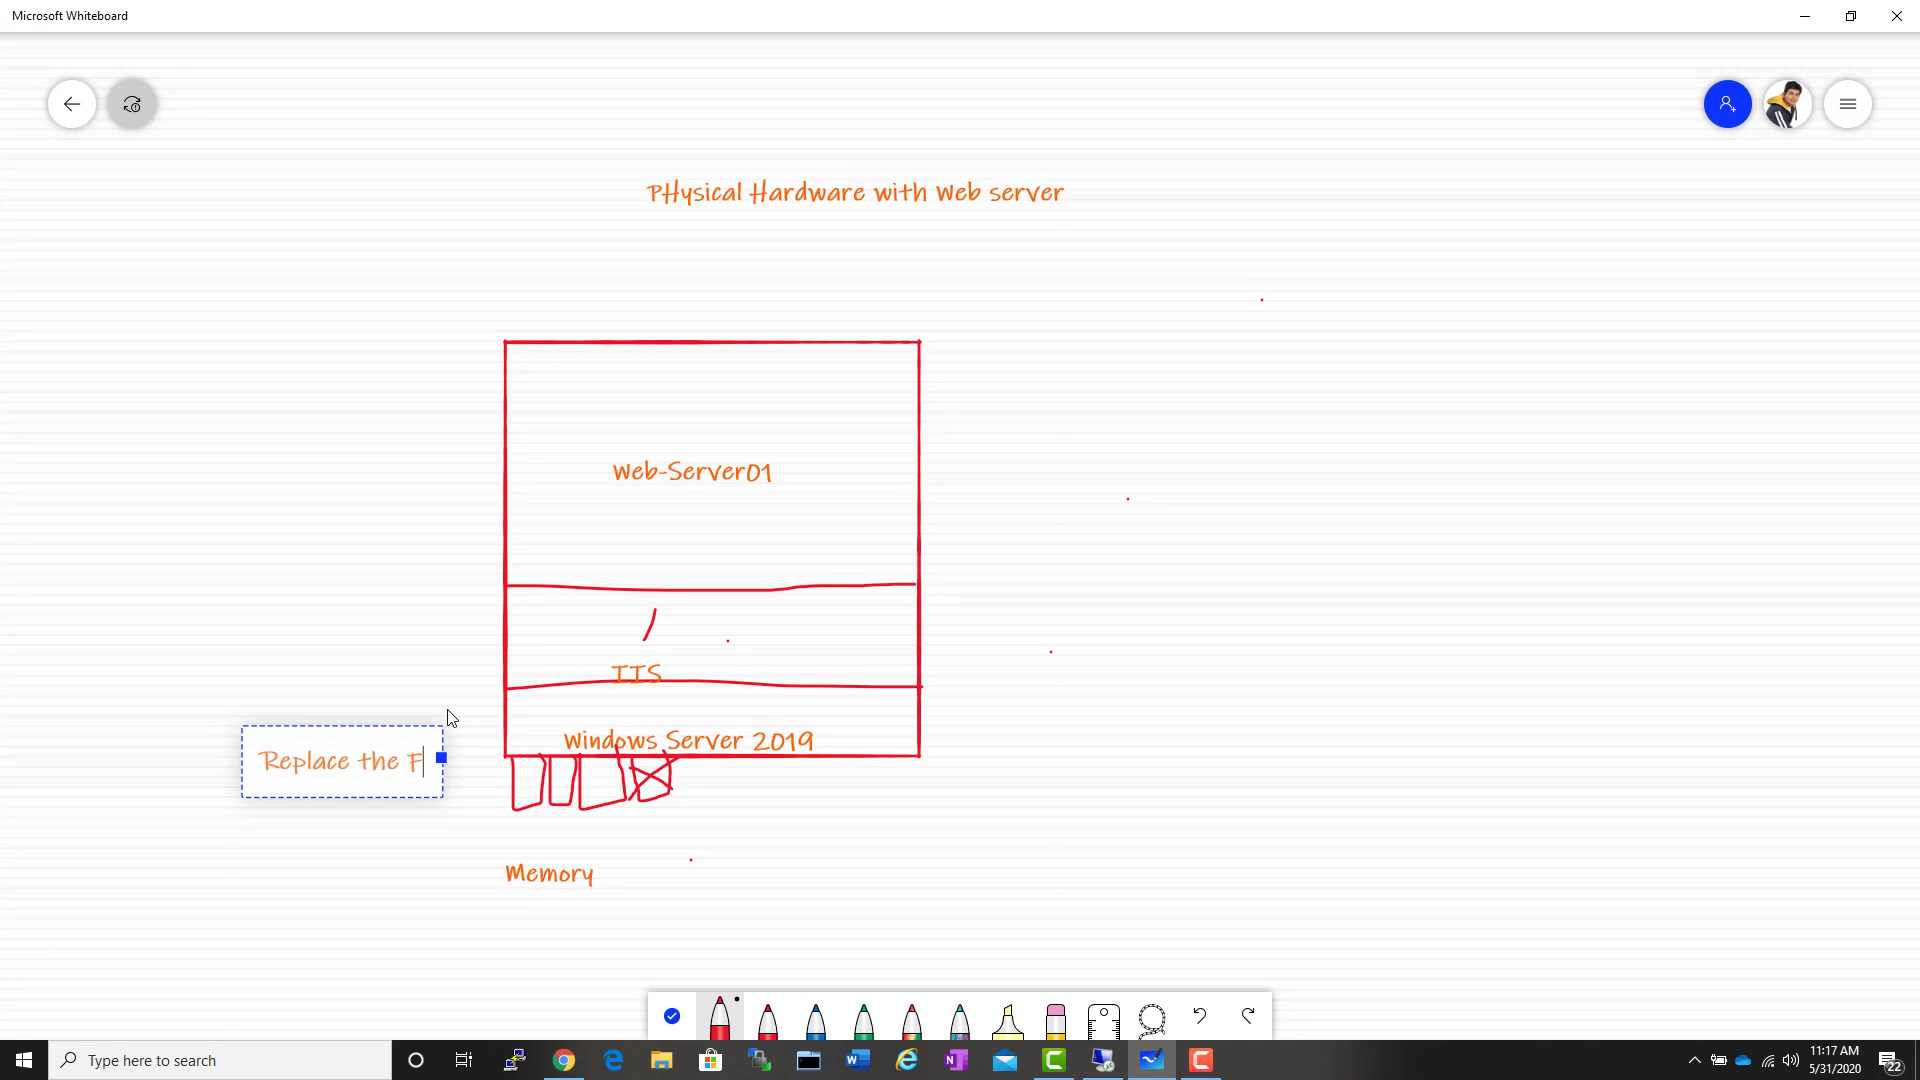 Microsoft Whiteboard
PHysical Hardware with Web server
Web-Server01
IIS
Windows Server 2019
Replace the F
Memory
Type here to search
11:17 AM
5/31/2020
22